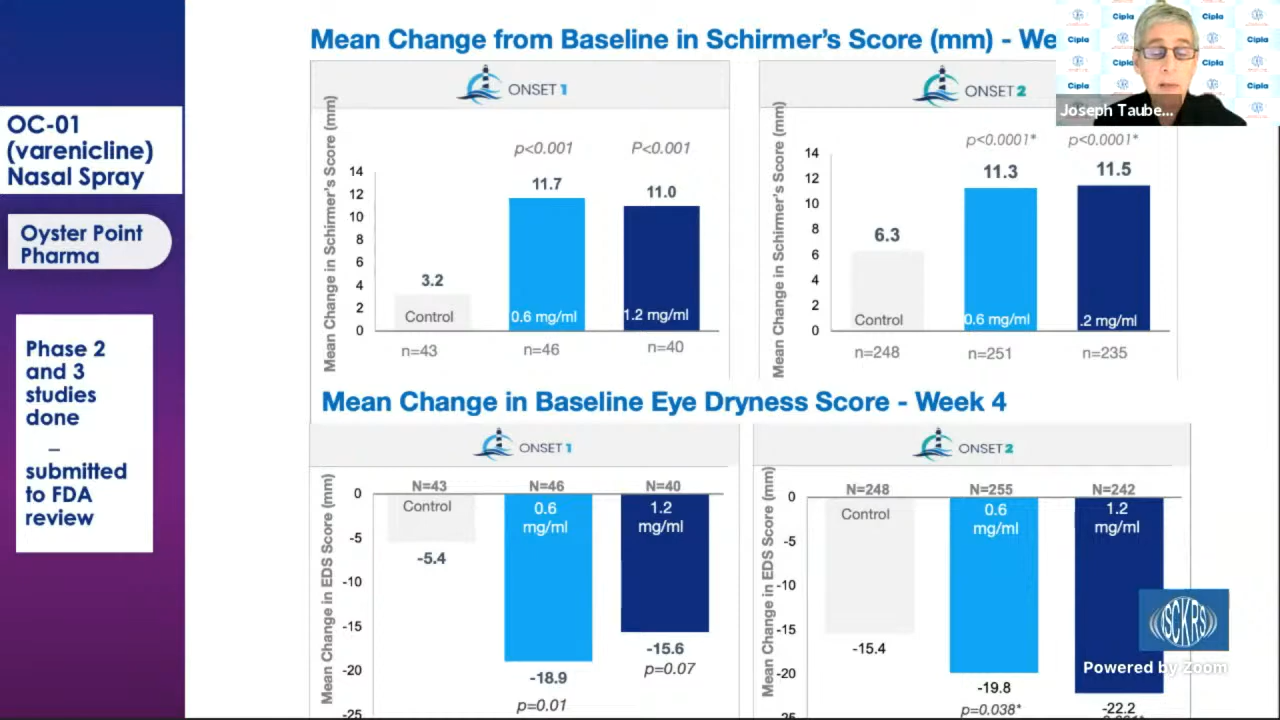 Mean Change from Baseline in Schirmer's Score (mm) - We
Cipla
Cipla
Cipla
Cipla
Cipla
Cipla
Cipla
Cipla
Joseph Taube...
OC-01
(varenicline)
Nasal Spray
Oyster Point
Pharma
Phase 2
and 3
studies
done
–
submitted
to FDA
review
ONSET 1
Mean Change in Schirmer's Score (mm)
p<0.001
P<0.001
14
12
10
8
6
4
2
0
3.2
11.7
11.0
Control
0.6 mg/ml
1.2 mg/ml
n=43
n=46
n=40
ONSET 2
Mean Change in Schirmer's Score (mm)
p<0.0001*
p<0.0001*
14
12
10
8
6
4
2
0
6.3
11.3
11.5
Control
0.6 mg/ml
.2 mg/ml
n=248
n=251
n=235
Mean Change in Baseline Eye Dryness Score - Week 4
ONSET 1
Mean Change in EDS Score (mm)
N=43
N=46
N=40
0
-5
-10
-15
-20
-25
Control
0.6
mg/ml
1.2
mg/ml
-5.4
-18.9
p=0.01
-15.6
p=0.07
ONSET 2
Mean Change in EDS Score (mm)
N=248
N=255
N=242
0
-5
-10
-15
-20
Control
0.6
mg/ml
1.2
mg/ml
-15.4
-19.8
p=0.038*
-22.2
ISCKRS
Powered by Zoom